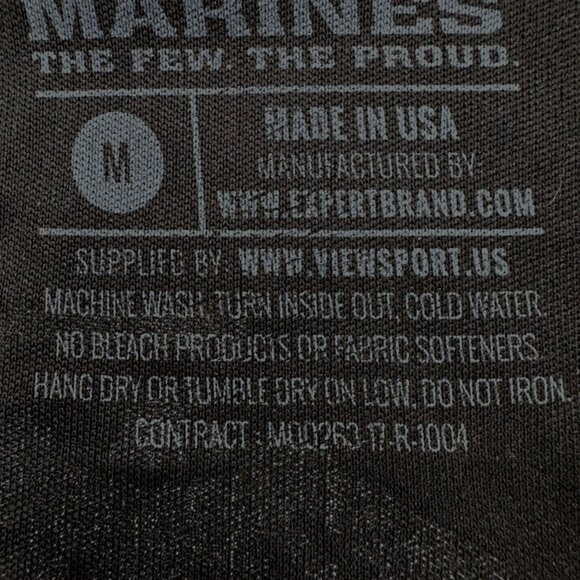 MARINES
THE FEW. THE PROUD.
M
MADE IN USA
MANUFACTURED BY:
WWW.EXPERTBRAND.COM
SUPPLIED BY: WWW.VIEWSPORT.US
MACHINE WASH, TURN INSIDE OUT, COLD WATER.
NO BLEACH PRODUCTS OR FABRIC SOFTENERS.
HANG DRY OR TUMBLE DRY ON LOW, DO NOT IRON.
CONTRACT: M00263-17-R-1004